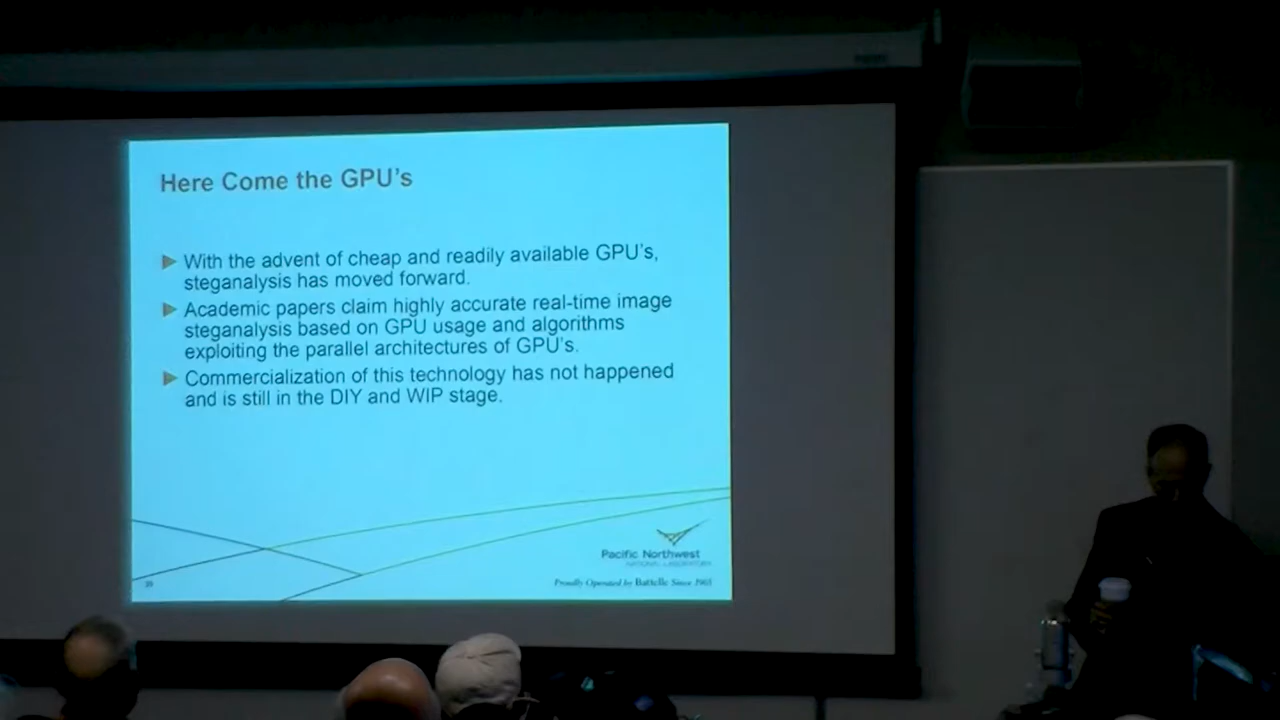 Here Come the GPU's
With the advent of cheap and readily available GPU's,
steganalysis has moved forward.
Academic papers claim highly accurate real-time image
steganalysis based on GPU usage and algorithms
exploiting the parallel architectures of GPU's.
Commercialization of this technology has not happened
and is still in the DIY and WIP stage.
Pacific Northwest
NATIONAL LABORATORY
Proudly Operated by Battelle Since 1965